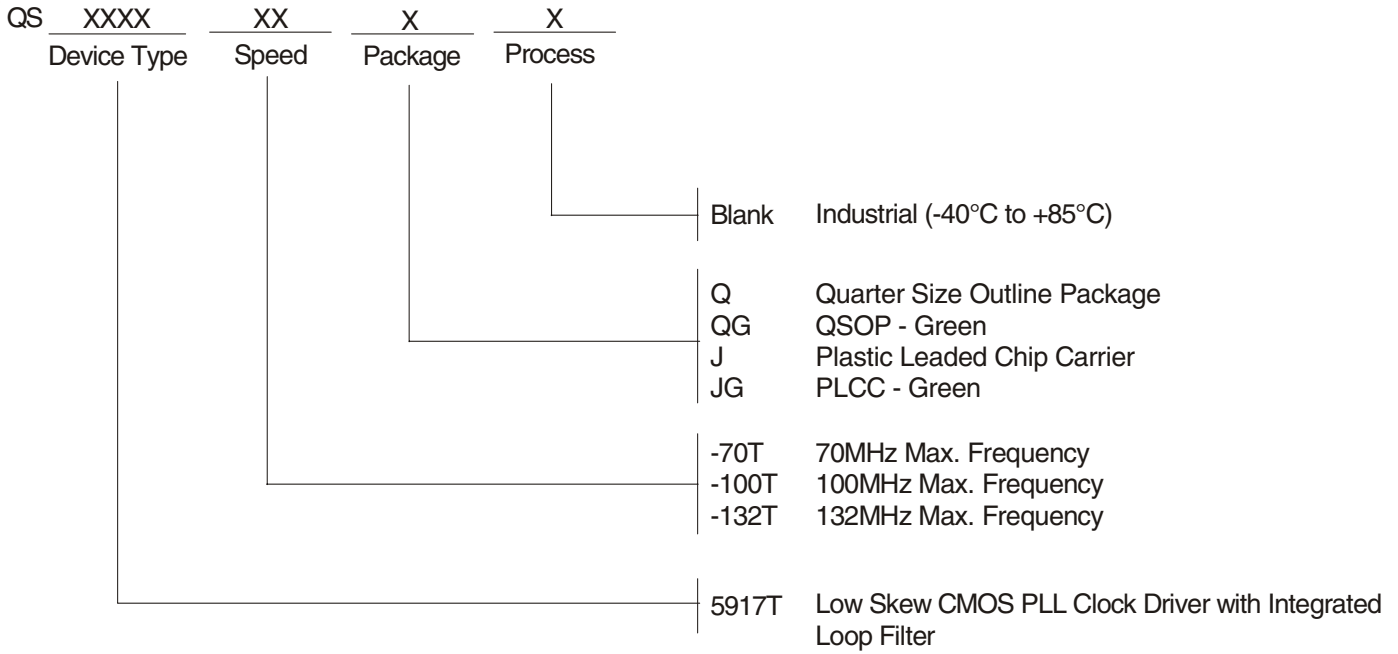 QS XXXX XX X X
Device Type Speed Package Process
Blank Industrial (-40°C to +85°C)
Q Quarter Size Outline Package
QG QSOP - Green
J Plastic Leaded Chip Carrier
JG PLCC - Green
-70T 70MHz Max. Frequency
-100T 100MHz Max. Frequency
-132T 132MHz Max. Frequency
5917T Low Skew CMOS PLL Clock Driver with Integrated
Loop Filter